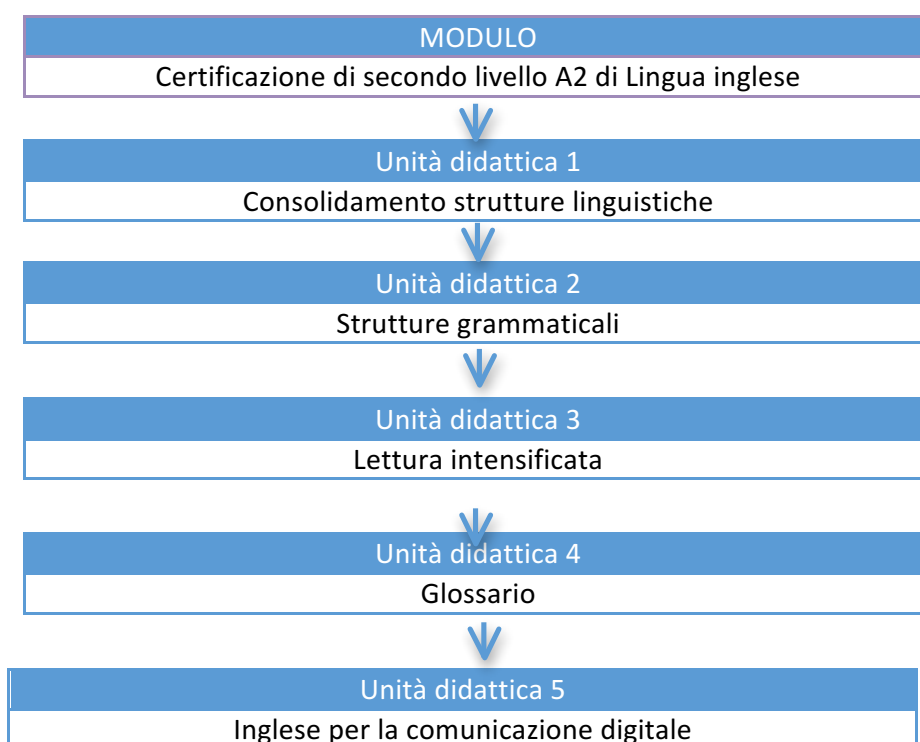 MODULO
Certificazione di secondo livello A2 di Lingua inglese
Unità didattica 1
Consolidamento strutture linguistiche
Unità didattica 2
Strutture grammaticali
Unità didattica 3
Lettura intensificata
Unità didattica 4
Glossario
Unità didattica 5
Inglese per la comunicazione digitale